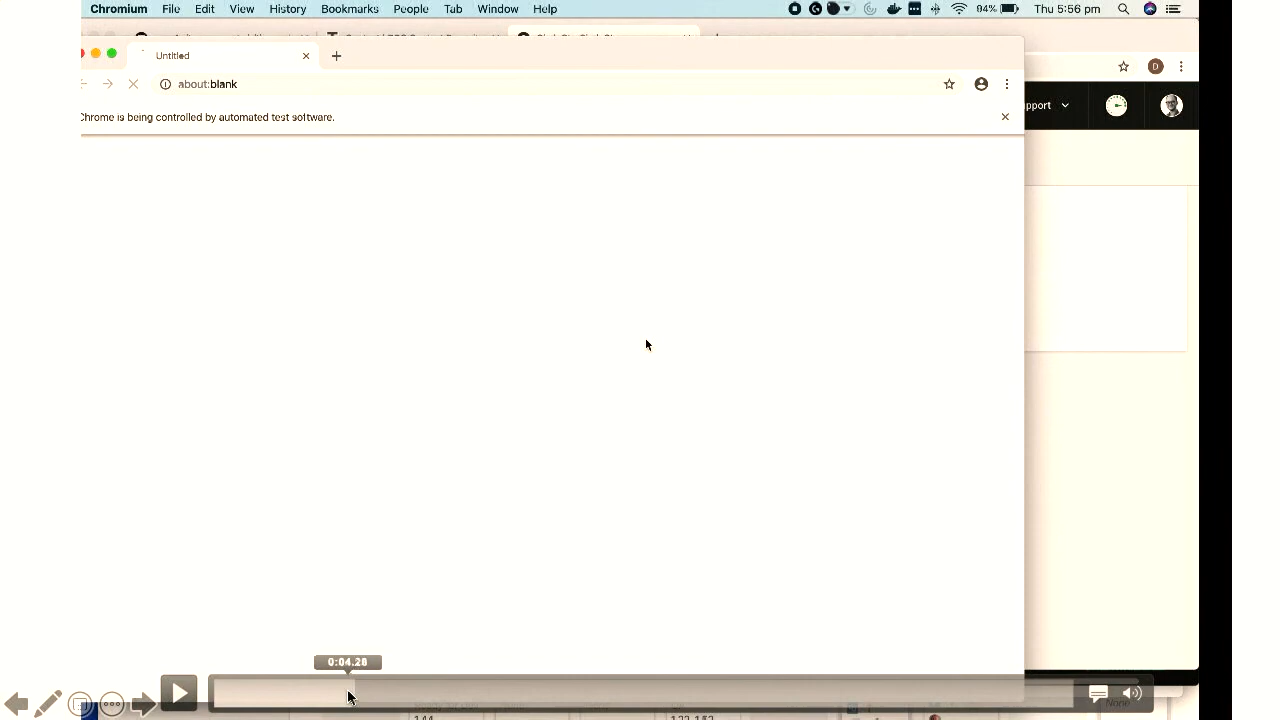 Chromium File Edit View History Bookmarks People Tab Window Help 94% Thu 5:56 pm
Untitled
about:blank
Chrome is being controlled by automated test software.
D
pport
0:04.28
None